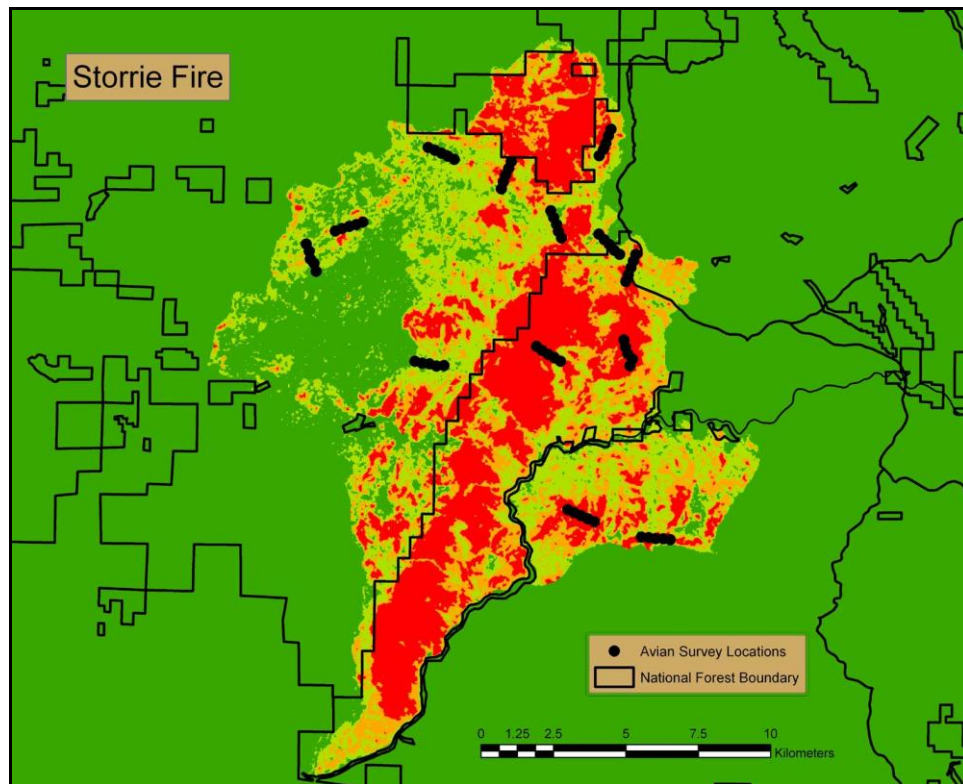 Storrie Fire
Avian Survey Locations
National Forest Boundary
0 1.25 2.5 5 7.5 10
Kilometers